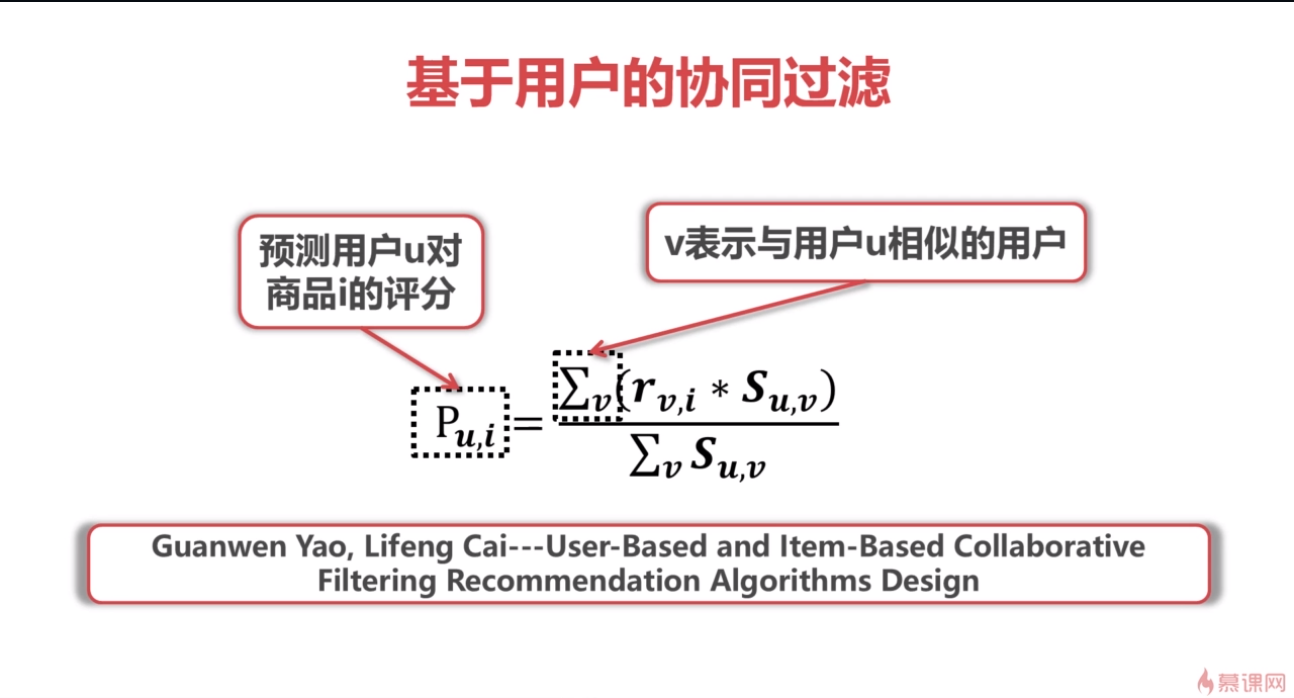 基于用户的协同过滤
预测用户u对
商品i的评分
v表示与用户u相似的用户
P_{u,i} = \frac{\sum_v (r_{v,i} * S_{u,v})}{\sum_v S_{u,v}}
Guanwen Yao, Lifeng Cai---User-Based and Item-Based Collaborative
Filtering Recommendation Algorithms Design
慕课网